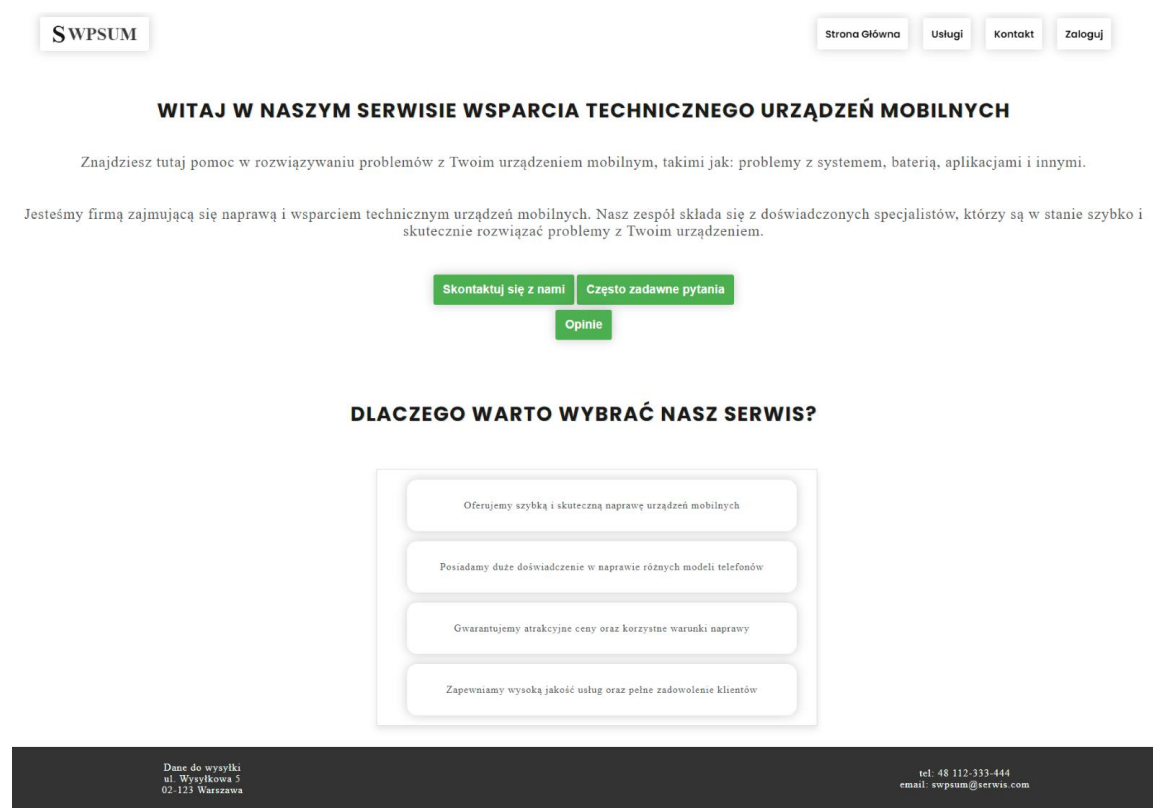 SWPSUM
Strona Główna
Usługi
Kontakt
Zaloguj
WITAJ W NASZYM SERWISIE WSPARCIA TECHNICZNEGO URZĄDZEŃ MOBILNYCH
Znajdziesz tutaj pomoc w rozwiązywaniu problemów z Twoim urządzeniem mobilnym, takimi jak: problemy z systemem, baterią, aplikacjami i innymi.
Jesteśmy firmą zajmującą się naprawą i wsparciem technicznym urządzeń mobilnych. Nasz zespół składa się z doświadczonych specjalistów, którzy są w stanie szybko i
skutecznie rozwiązać problemy z Twoim urządzeniem.
Skontaktuj się z nami
Często zadawne pytania
Opinie
DLACZEGO WARTO WYBRAĆ NASZ SERWIS?
Oferujemy szybką i skuteczną naprawę urządzeń mobilnych
Posiadamy duże doświadczenie w naprawie różnych modeli telefonów
Gwarantujemy atrakcyjne ceny oraz korzystne warunki naprawy
Zapewniamy wysoką jakość usług oraz pełne zadowolenie klientów
Dane do wysyłki
ul. Wysyłkowa 5
02-123 Warszawa
tel: 48 112-333-444
email: swpsum@serwis.com